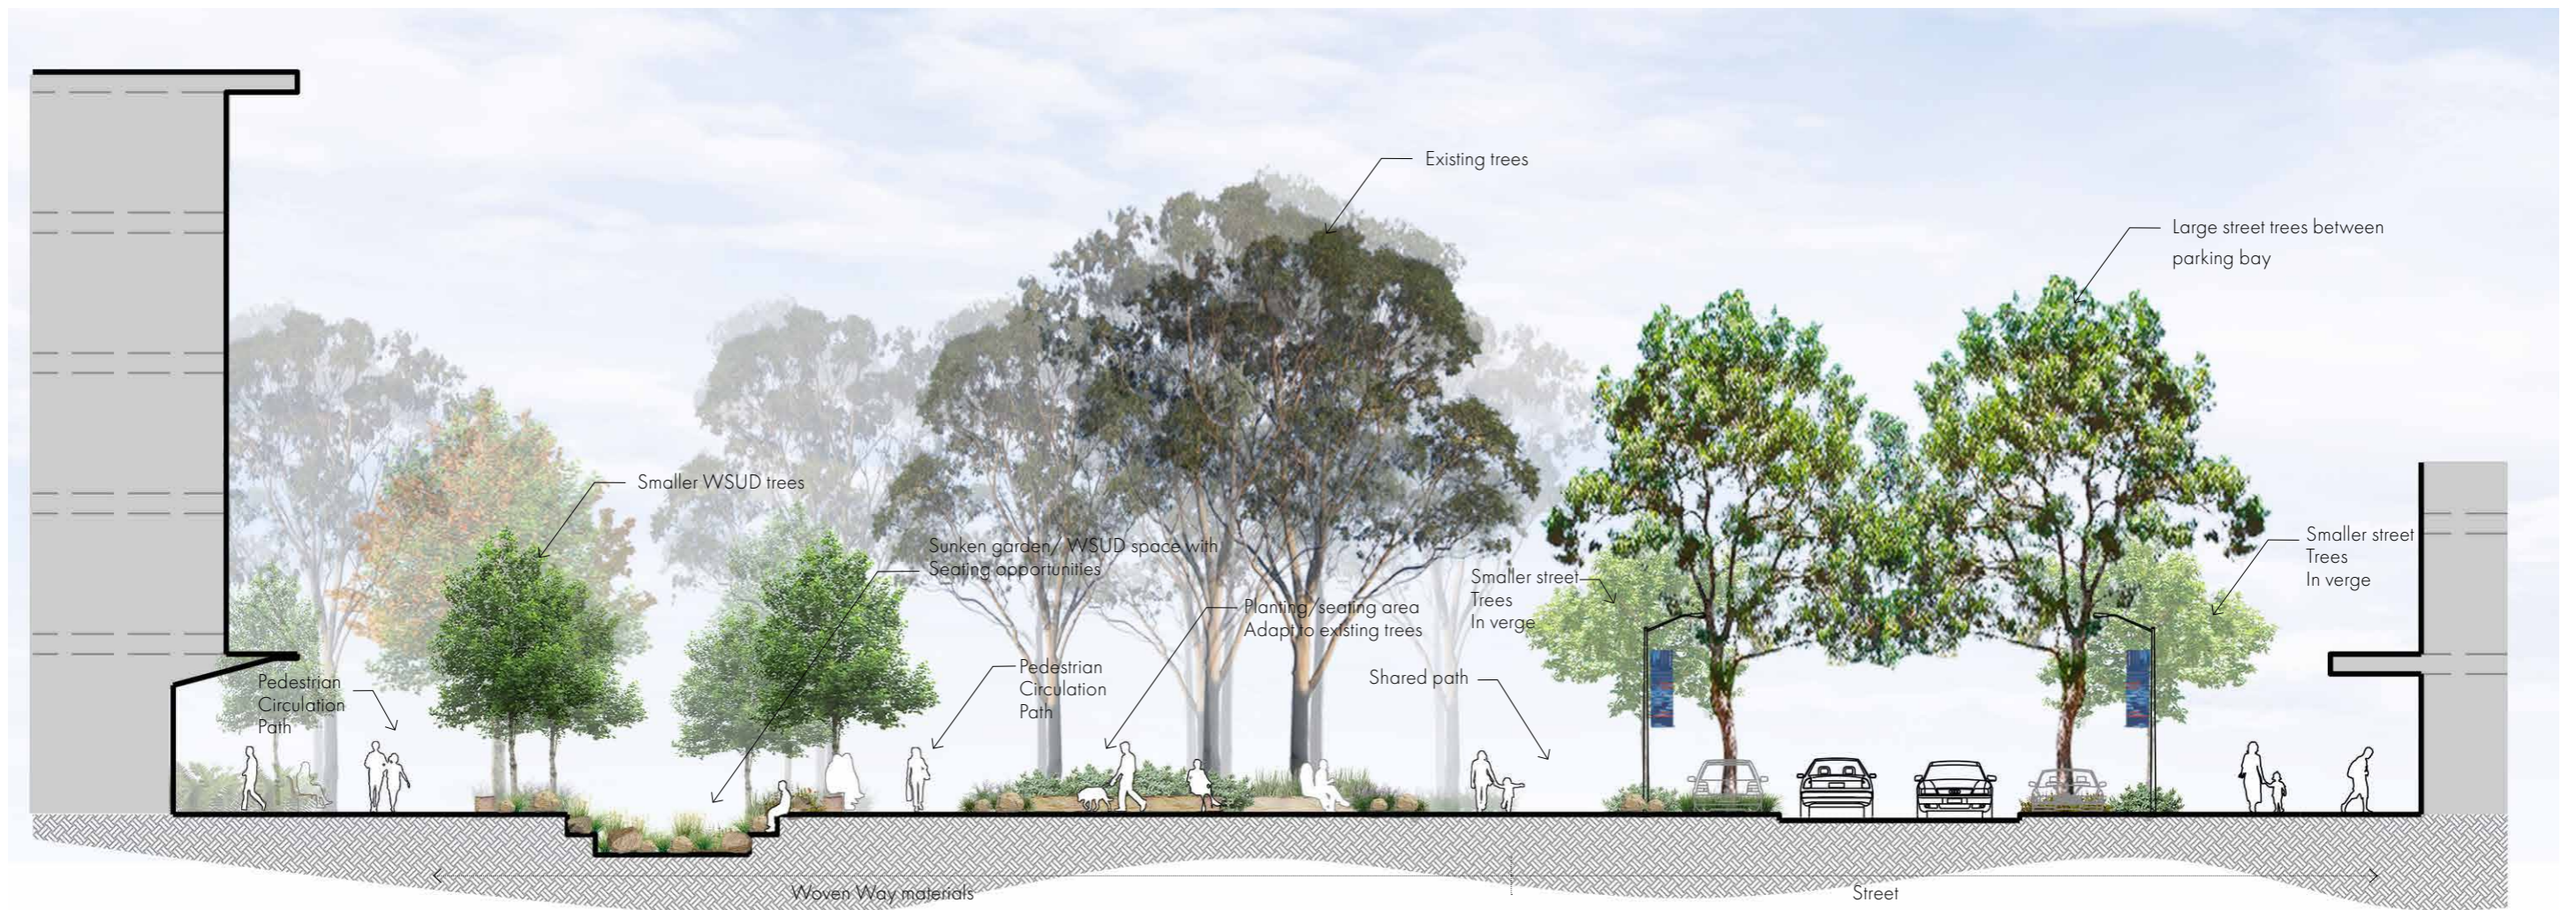 Existing trees
Large street trees between
parking bay
Smaller WSUD trees
Sunken garden/ WSUD space with
Seating opportunities
Smaller street
Trees
In verge
Smaller street
Trees
In verge
Planting/seating area
Adapt to existing trees
Pedestrian
Circulation
Path
Pedestrian
Circulation
Path
Shared path
Woven Way materials
Street